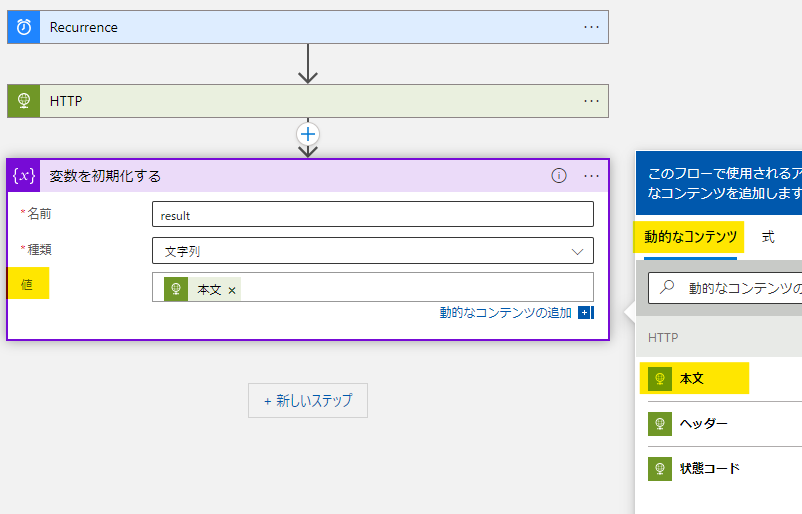 Recurrence
HTTP
{x} 変数を初期化する
* 名前
result
* 種類
文字列
値
本文 ×
動的なコンテンツの追加
+ 新しいステップ
このフローで使用されるア
なコンテンツを追加します
動的なコンテンツ 式
動的なコンテンツの
HTTP
本文
ヘッダー
状態コード